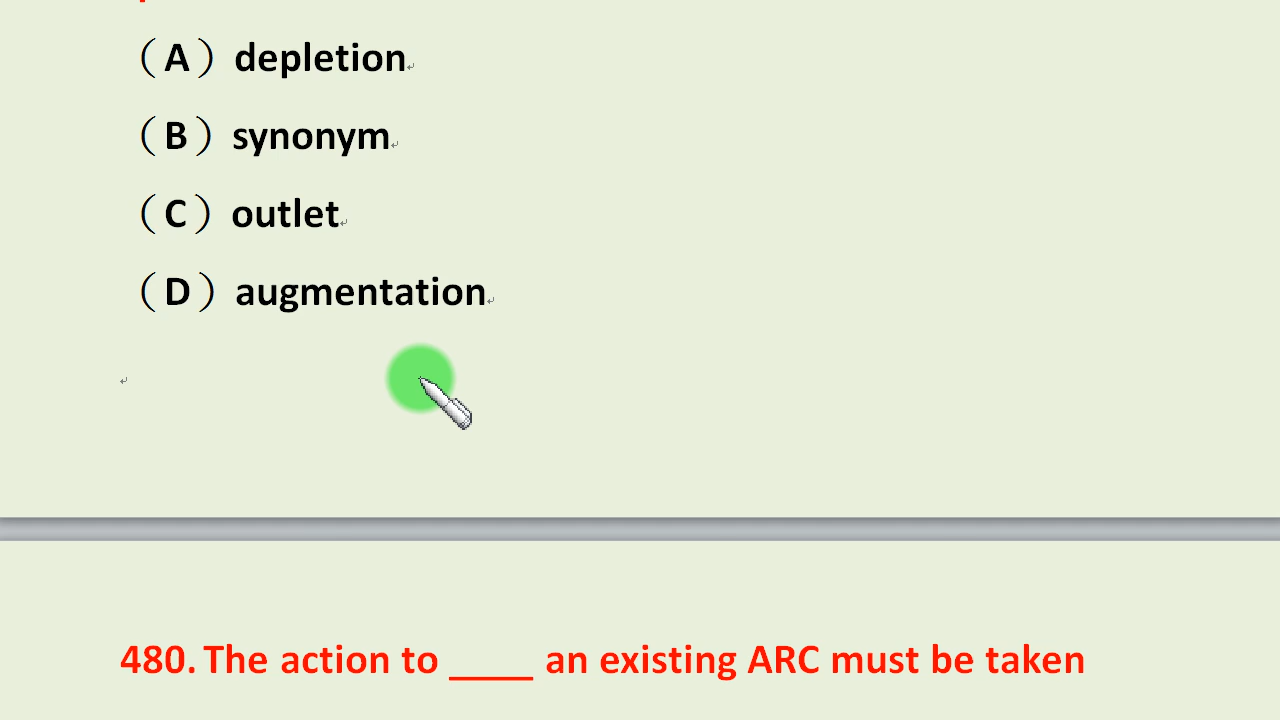 （A）depletion
（B）synonym
（C）outlet
（D）augmentation
480. The action to ____ an existing ARC must be taken